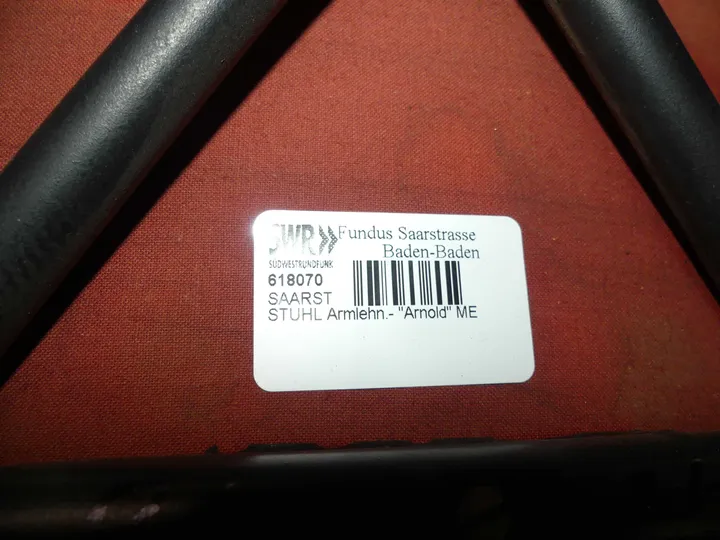 SWR Fundus Saarstrasse
SÜDWESTRUNDFUNK Baden-Baden
618070
SAARST
STUHL Armlehn.- "Arnold" ME